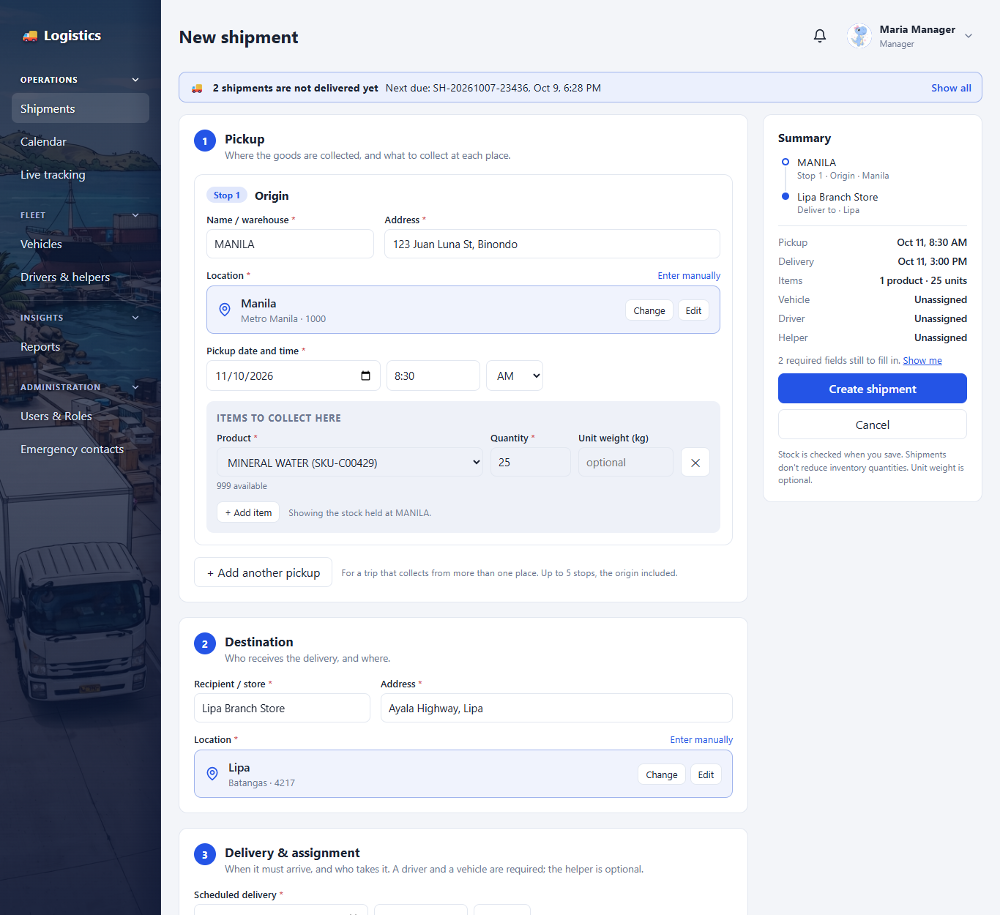 🚚 Logistics
OPERATIONS
Shipments
Calendar
Live tracking
FLEET
Vehicles
Drivers & helpers
INSIGHTS
Reports
ADMINISTRATION
Users & Roles
Emergency contacts
New shipment
Maria Manager
Manager
🚚 2 shipments are not delivered yet Next due: SH-20261007-23436, Oct 9, 6:28 PM Show all
1 Pickup
Where the goods are collected, and what to collect at each place.
Stop 1 Origin
Name / warehouse * Address *
MANILA 123 Juan Luna St, Binondo
Location * Enter manually
Manila
Metro Manila · 1000
Change Edit
Pickup date and time *
11/10/2026 8:30 AM
ITEMS TO COLLECT HERE
Product * Quantity * Unit weight (kg)
MINERAL WATER (SKU-C00429) 25 optional
999 available
+ Add item Showing the stock held at MANILA.
+ Add another pickup For a trip that collects from more than one place. Up to 5 stops, the origin included.
2 Destination
Who receives the delivery, and where.
Recipient / store * Address *
Lipa Branch Store Ayala Highway, Lipa
Location * Enter manually
Lipa
Batangas · 4217
Change Edit
3 Delivery & assignment
When it must arrive, and who takes it. A driver and a vehicle are required; the helper is optional.
Scheduled delivery *
Summary
MANILA
Stop 1 · Origin · Manila
Lipa Branch Store
Deliver to · Lipa
Pickup Oct 11, 8:30 AM
Delivery Oct 11, 3:00 PM
Items 1 product · 25 units
Vehicle Unassigned
Driver Unassigned
Helper Unassigned
2 required fields still to fill in. Show me
Create shipment
Cancel
Stock is checked when you save. Shipments
don't reduce inventory quantities. Unit weight is
optional.